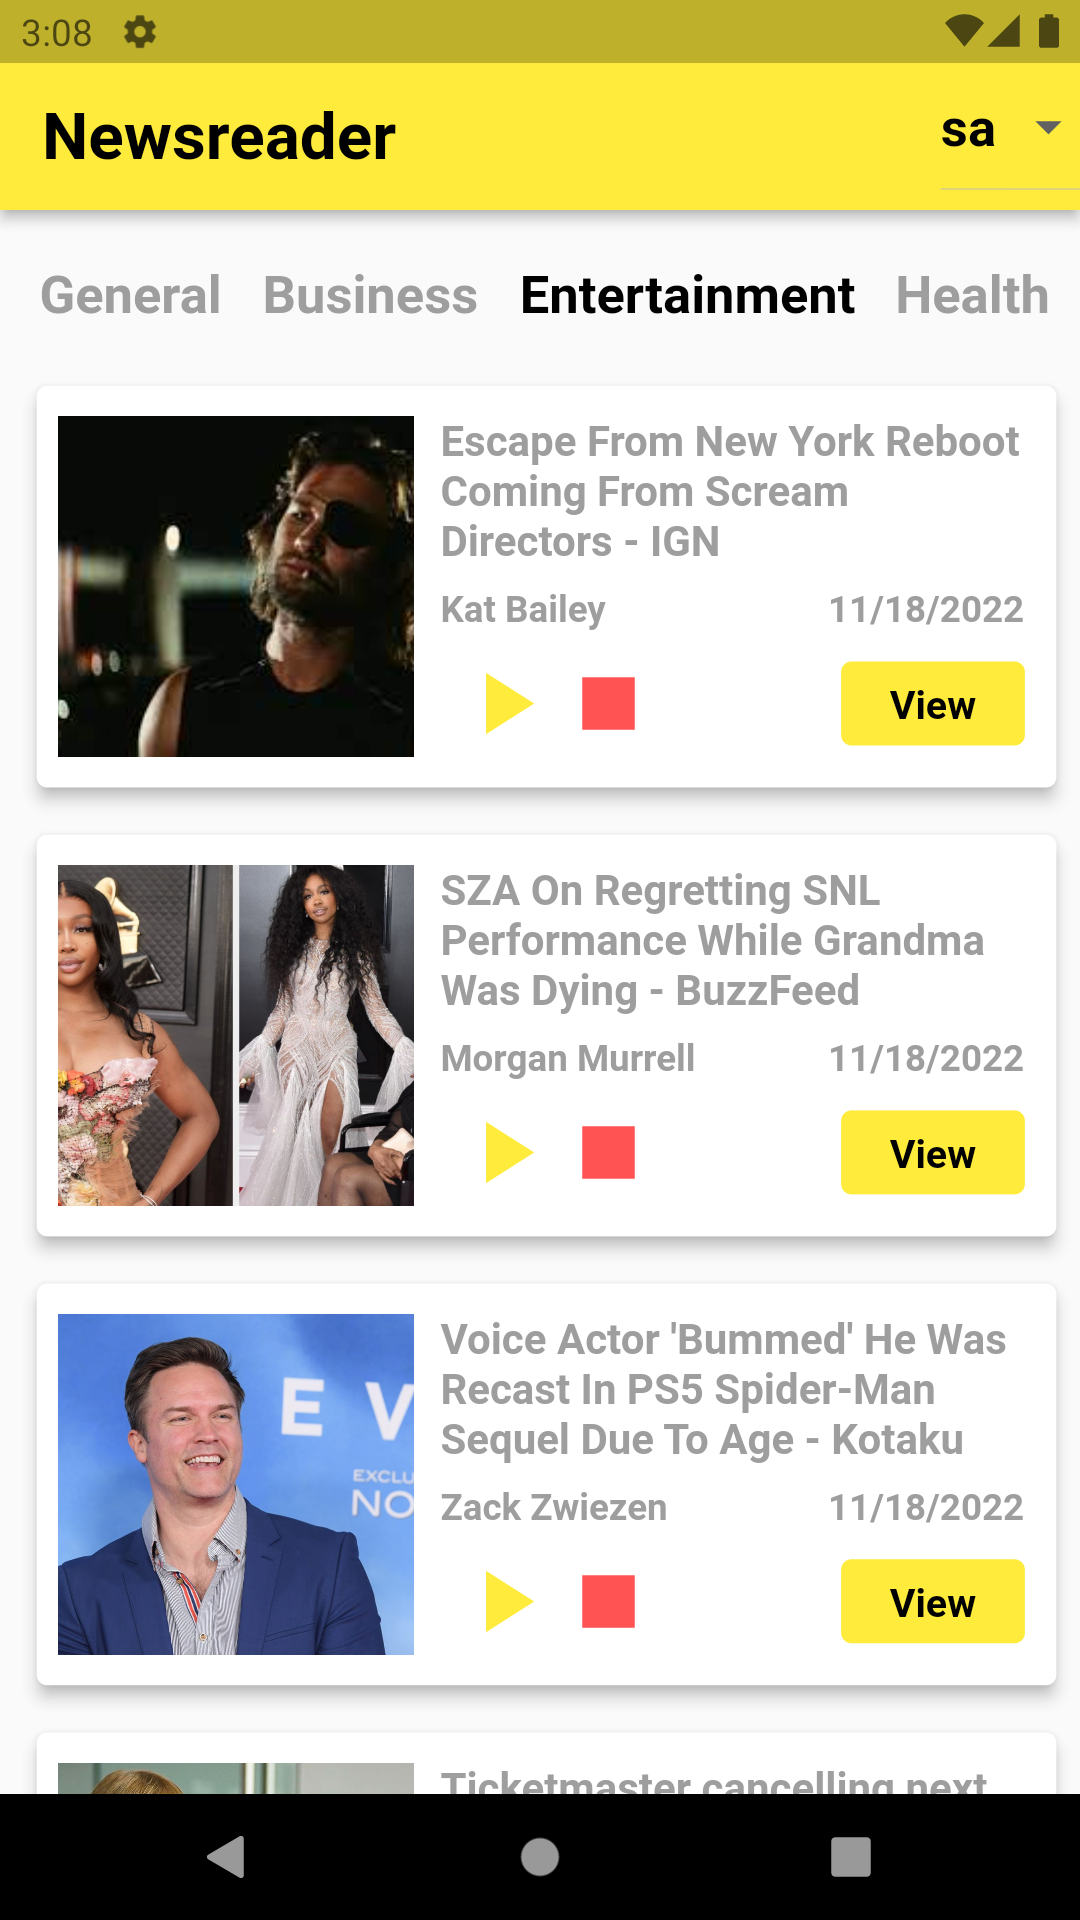 3:08
Newsreader
sa
General Business Entertainment Health
Escape From New York Reboot
Coming From Scream
Directors - IGN
Kat Bailey 11/18/2022
View
SZA On Regretting SNL
Performance While Grandma
Was Dying - BuzzFeed
Morgan Murrell 11/18/2022
View
E V
EXCLU
NO
Voice Actor 'Bummed' He Was
Recast In PS5 Spider-Man
Sequel Due To Age - Kotaku
Zack Zwiezen 11/18/2022
View
Ticketmaster cancelling next